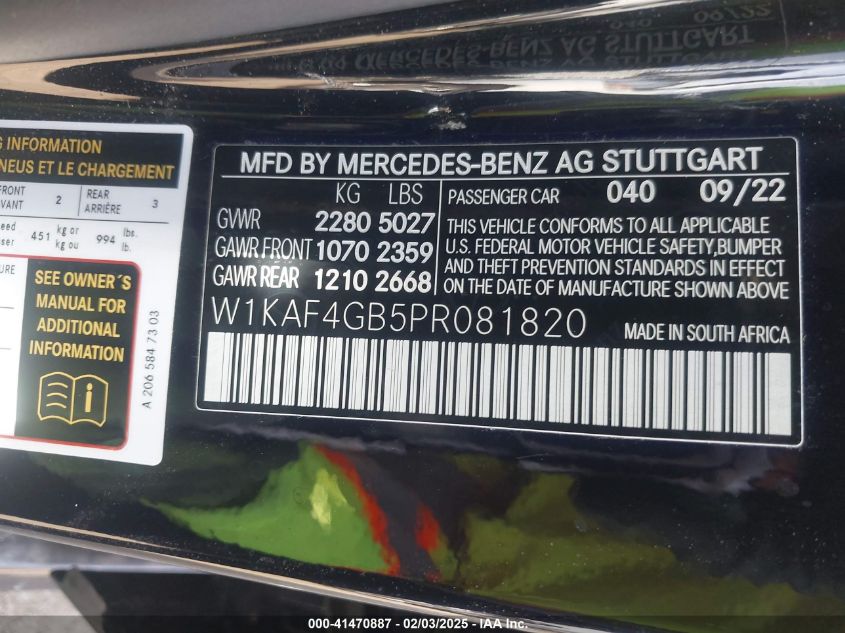 G INFORMATION
NEUS ET LE CHARGEMENT
FRONT
VANT
2
REAR
ARRIÈRE
3
451
kg or
kg ou
994
lbs.
lb.
SEE OWNER´S
MANUAL FOR
ADDITIONAL
INFORMATION
A 206 584 73 03
MFD BY MERCEDES-BENZ AG STUTTGART
KG LBS
GVWR 2280 5027
GAWR FRONT 1070 2359
GAWR REAR 1210 2668
PASSENGER CAR 040 09/22
THIS VEHICLE CONFORMS TO ALL APPLICABLE
U.S. FEDERAL MOTOR VEHICLE SAFETY,BUMPER
AND THEFT PREVENTION STANDARDS IN EFFECT
ON THE DATE OF MANUFACTURE SHOWN ABOVE
W1KAF4GB5PR081820 MADE IN SOUTH AFRICA
000-41470887 - 02/03/2025 - IAA Inc.